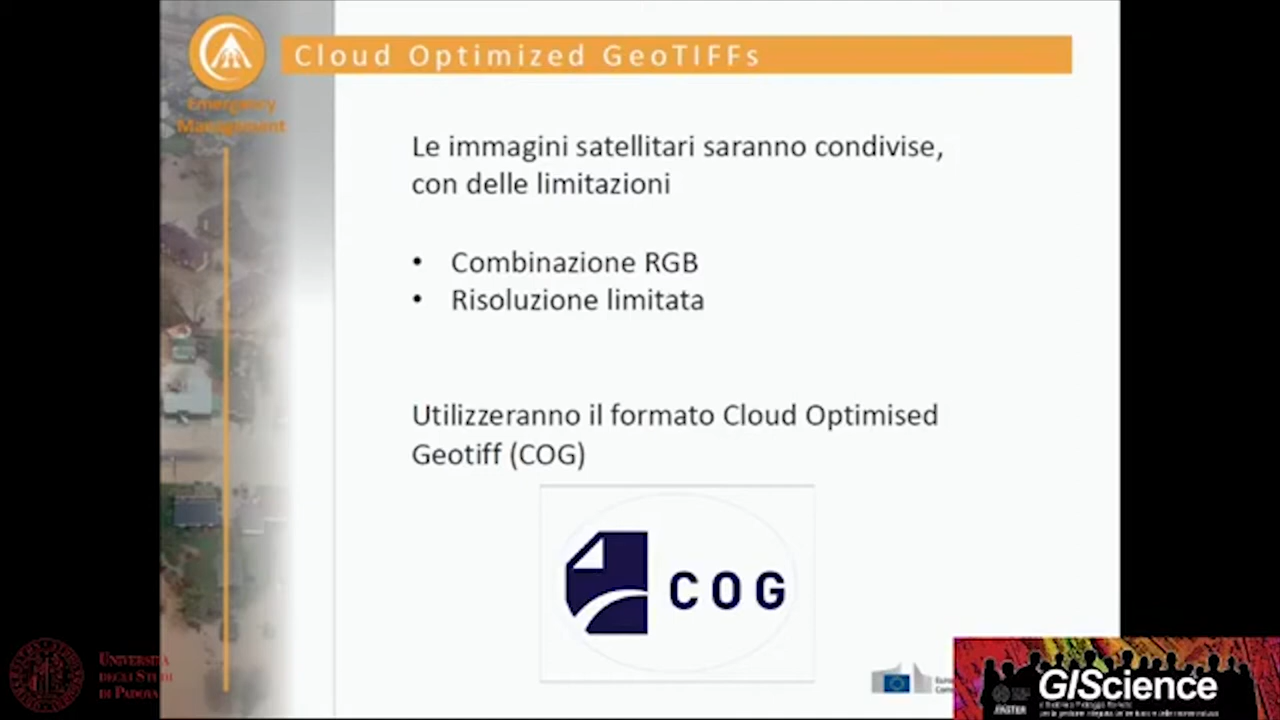 Cloud Optimized GeoTIFFs
Emergency
Management
Le immagini satellitari saranno condivise,
con delle limitazioni
• Combinazione RGB
• Risoluzione limitata
Utilizzeranno il formato Cloud Optimised
Geotiff (COG)
COG
UNIVERSITÀ
DEGLI STUDI
DI PADOVA
GIScience
MASTER